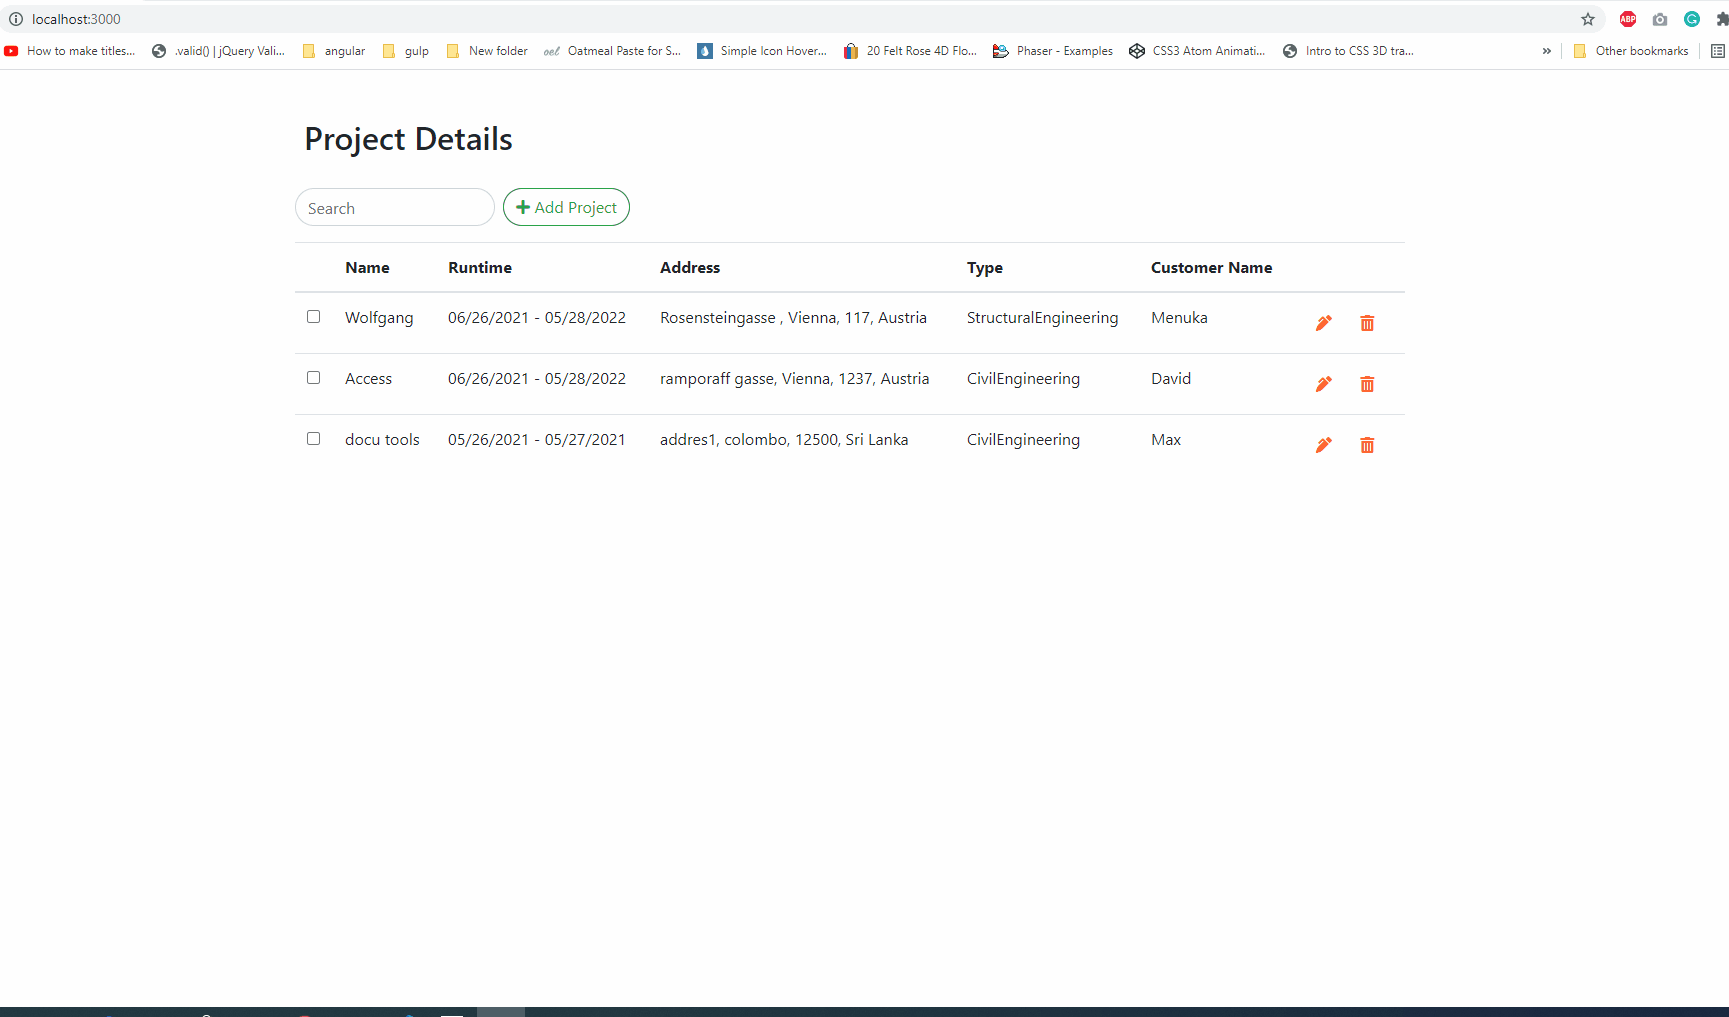 localhost:3000
ABP
How to make titles... .valid() | jQuery Vali... angular gulp New folder oel Oatmeal Paste for S... Simple Icon Hover... 20 Felt Rose 4D Flo... Phaser - Examples CSS3 Atom Animati... Intro to CSS 3D tra... » Other bookmarks
Project Details
Search Add Project
Name Runtime Address Type Customer Name
Wolfgang 06/26/2021 - 05/28/2022 Rosensteingasse , Vienna, 117, Austria StructuralEngineering Menuka
Access 06/26/2021 - 05/28/2022 ramporaff gasse, Vienna, 1237, Austria CivilEngineering David
docu tools 05/26/2021 - 05/27/2021 addres1, colombo, 12500, Sri Lanka CivilEngineering Max